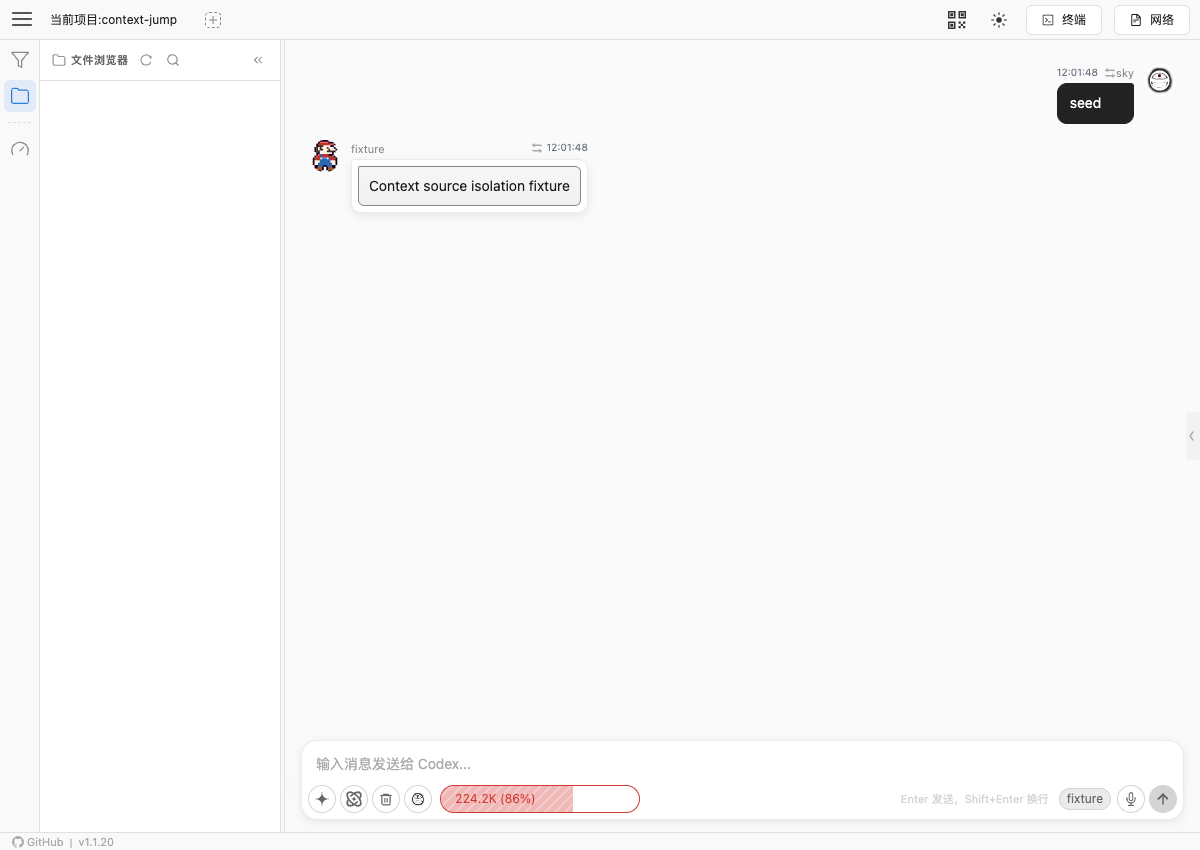 当前项目:context-jump
终端
网络
文件浏览器
12:01:48 sky
seed
fixture 12:01:48
Context source isolation fixture
输入消息发送给 Codex...
224.2K (86%)
Enter 发送，Shift+Enter 换行
fixture
GitHub | v1.1.20